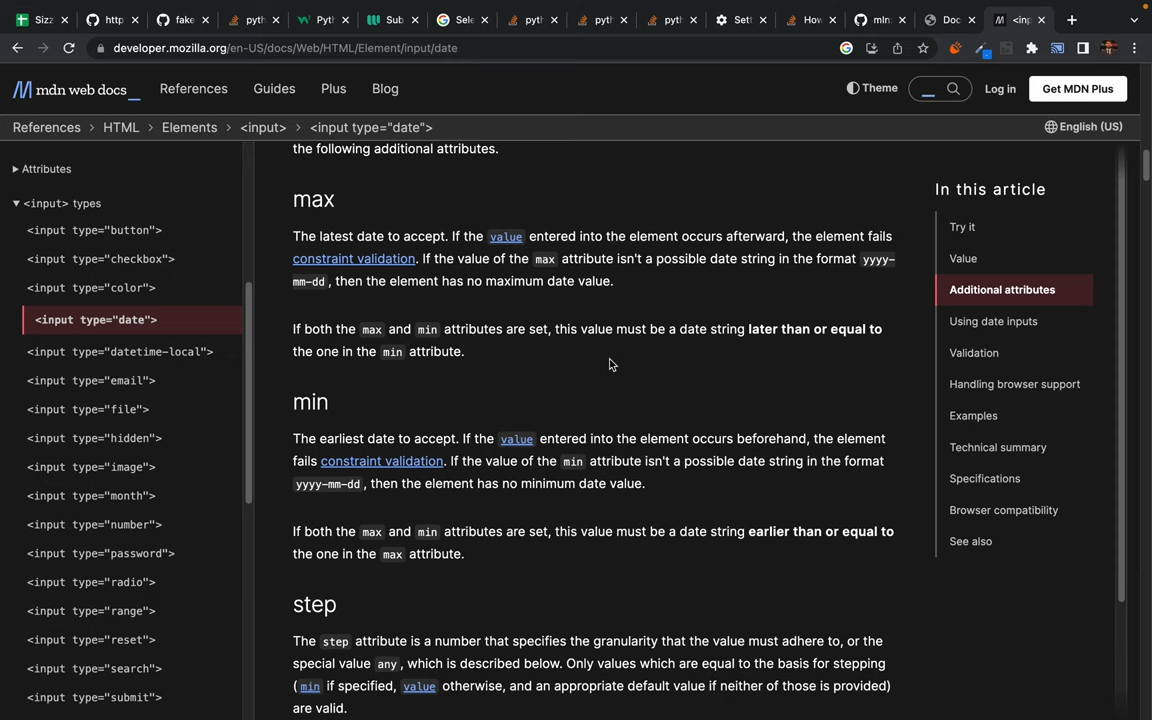 Sizz
http
fake
pyth
Pyt
Sub
Sele
pyt
pyt
pyt
Sett
How
mln
Doc
<inp
developer.mozilla.org/en-US/docs/Web/HTML/Element/input/date
mdn web docs_
References
Guides
Plus
Blog
Theme
Log in
Get MDN Plus
References > HTML > Elements > <input> > <input type="date">
English (US)
Attributes
<input> types
<input type="button">
<input type="checkbox">
<input type="color">
<input type="date">
<input type="datetime-local">
<input type="email">
<input type="file">
<input type="hidden">
<input type="image">
<input type="month">
<input type="number">
<input type="password">
<input type="radio">
<input type="range">
<input type="reset">
<input type="search">
<input type="submit">
the following additional attributes.
max
The latest date to accept. If the value entered into the element occurs afterward, the element fails
constraint validation. If the value of the max attribute isn't a possible date string in the format yyyy-
mm-dd, then the element has no maximum date value.
If both the max and min attributes are set, this value must be a date string later than or equal to
the one in the min attribute.
min
The earliest date to accept. If the value entered into the element occurs beforehand, the element
fails constraint validation. If the value of the min attribute isn't a possible date string in the format
yyyy-mm-dd, then the element has no minimum date value.
If both the max and min attributes are set, this value must be a date string earlier than or equal to
the one in the max attribute.
step
The step attribute is a number that specifies the granularity that the value must adhere to, or the
special value any, which is described below. Only values which are equal to the basis for stepping
(min if specified, value otherwise, and an appropriate default value if neither of those is provided)
are valid.
In this article
Try it
Value
Additional attributes
Using date inputs
Validation
Handling browser support
Examples
Technical summary
Specifications
Browser compatibility
See also